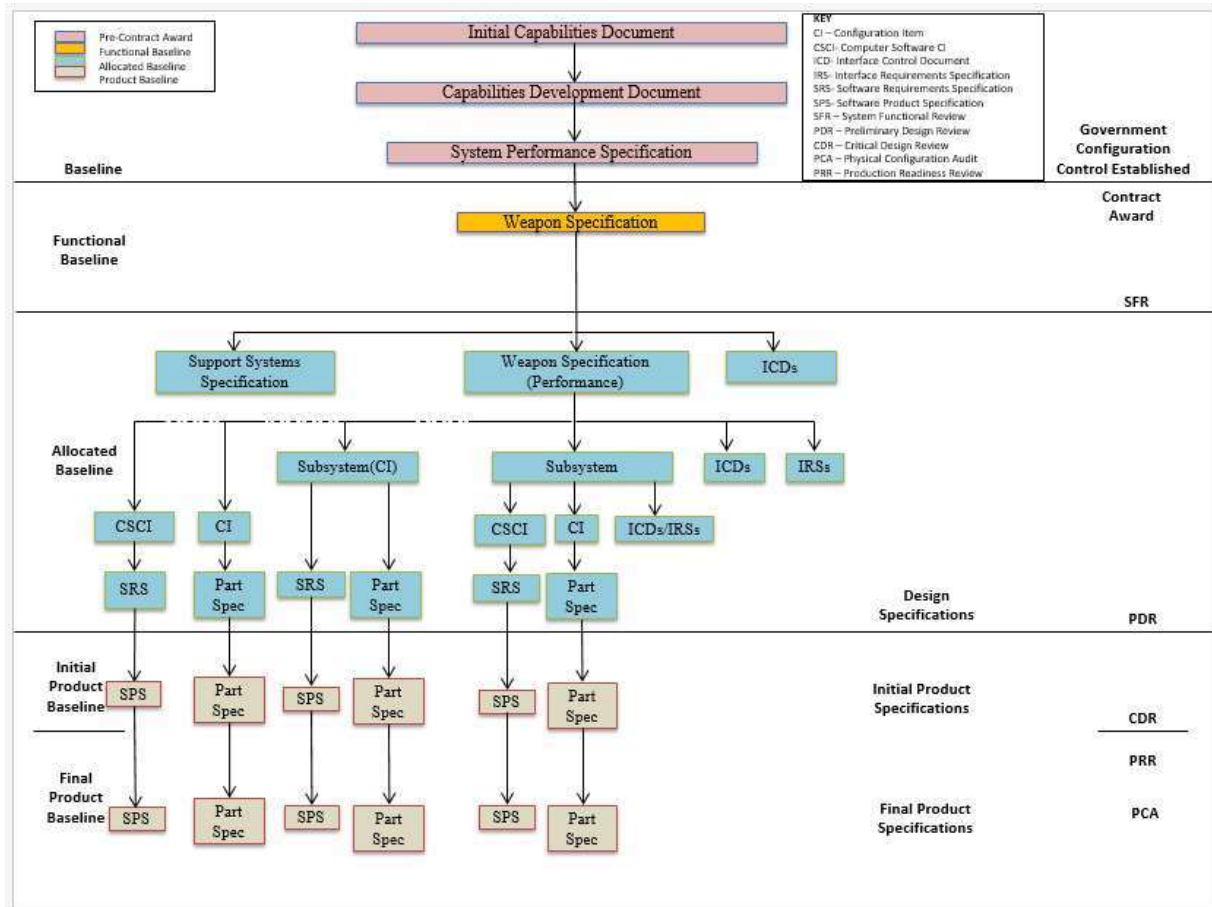 Pre-Contract Award
Functional Baseline
Allocated Baseline
Product Baseline
Initial Capabilities Document
Capabilities Development Document
System Performance Specification
KEY
CI – Configuration Item
CSCI- Computer Software CI
ICD- Interface Control Document
IRS- Interface Requirements Specification
SRS- Software Requirements Specification
SPS- Software Product Specification
SFR – System Functional Review
PDR – Preliminary Design Review
CDR – Critical Design Review
PCA – Physical Configuration Audit
PRR – Production Readiness Review
Government
Configuration
Control Established
Baseline
Contract
Award
Weapon Specification
Functional
Baseline
SFR
Support Systems
Specification
Weapon Specification
(Performance)
ICDs
Allocated
Baseline
Subsystem(CI)
Subsystem
ICDs
IRSs
CSCI
CI
CSCI
CI
ICDs/IRSs
SRS
Part
Spec
SRS
Part
Spec
SRS
Part
Spec
Design
Specifications
PDR
Initial
Product
Baseline
SPS
Part
Spec
SPS
Part
Spec
SPS
Part
Spec
Initial Product
Specifications
CDR
PRR
Final
Product
Baseline
SPS
Part
Spec
SPS
Part
Spec
SPS
Part
Spec
Final Product
Specifications
PCA